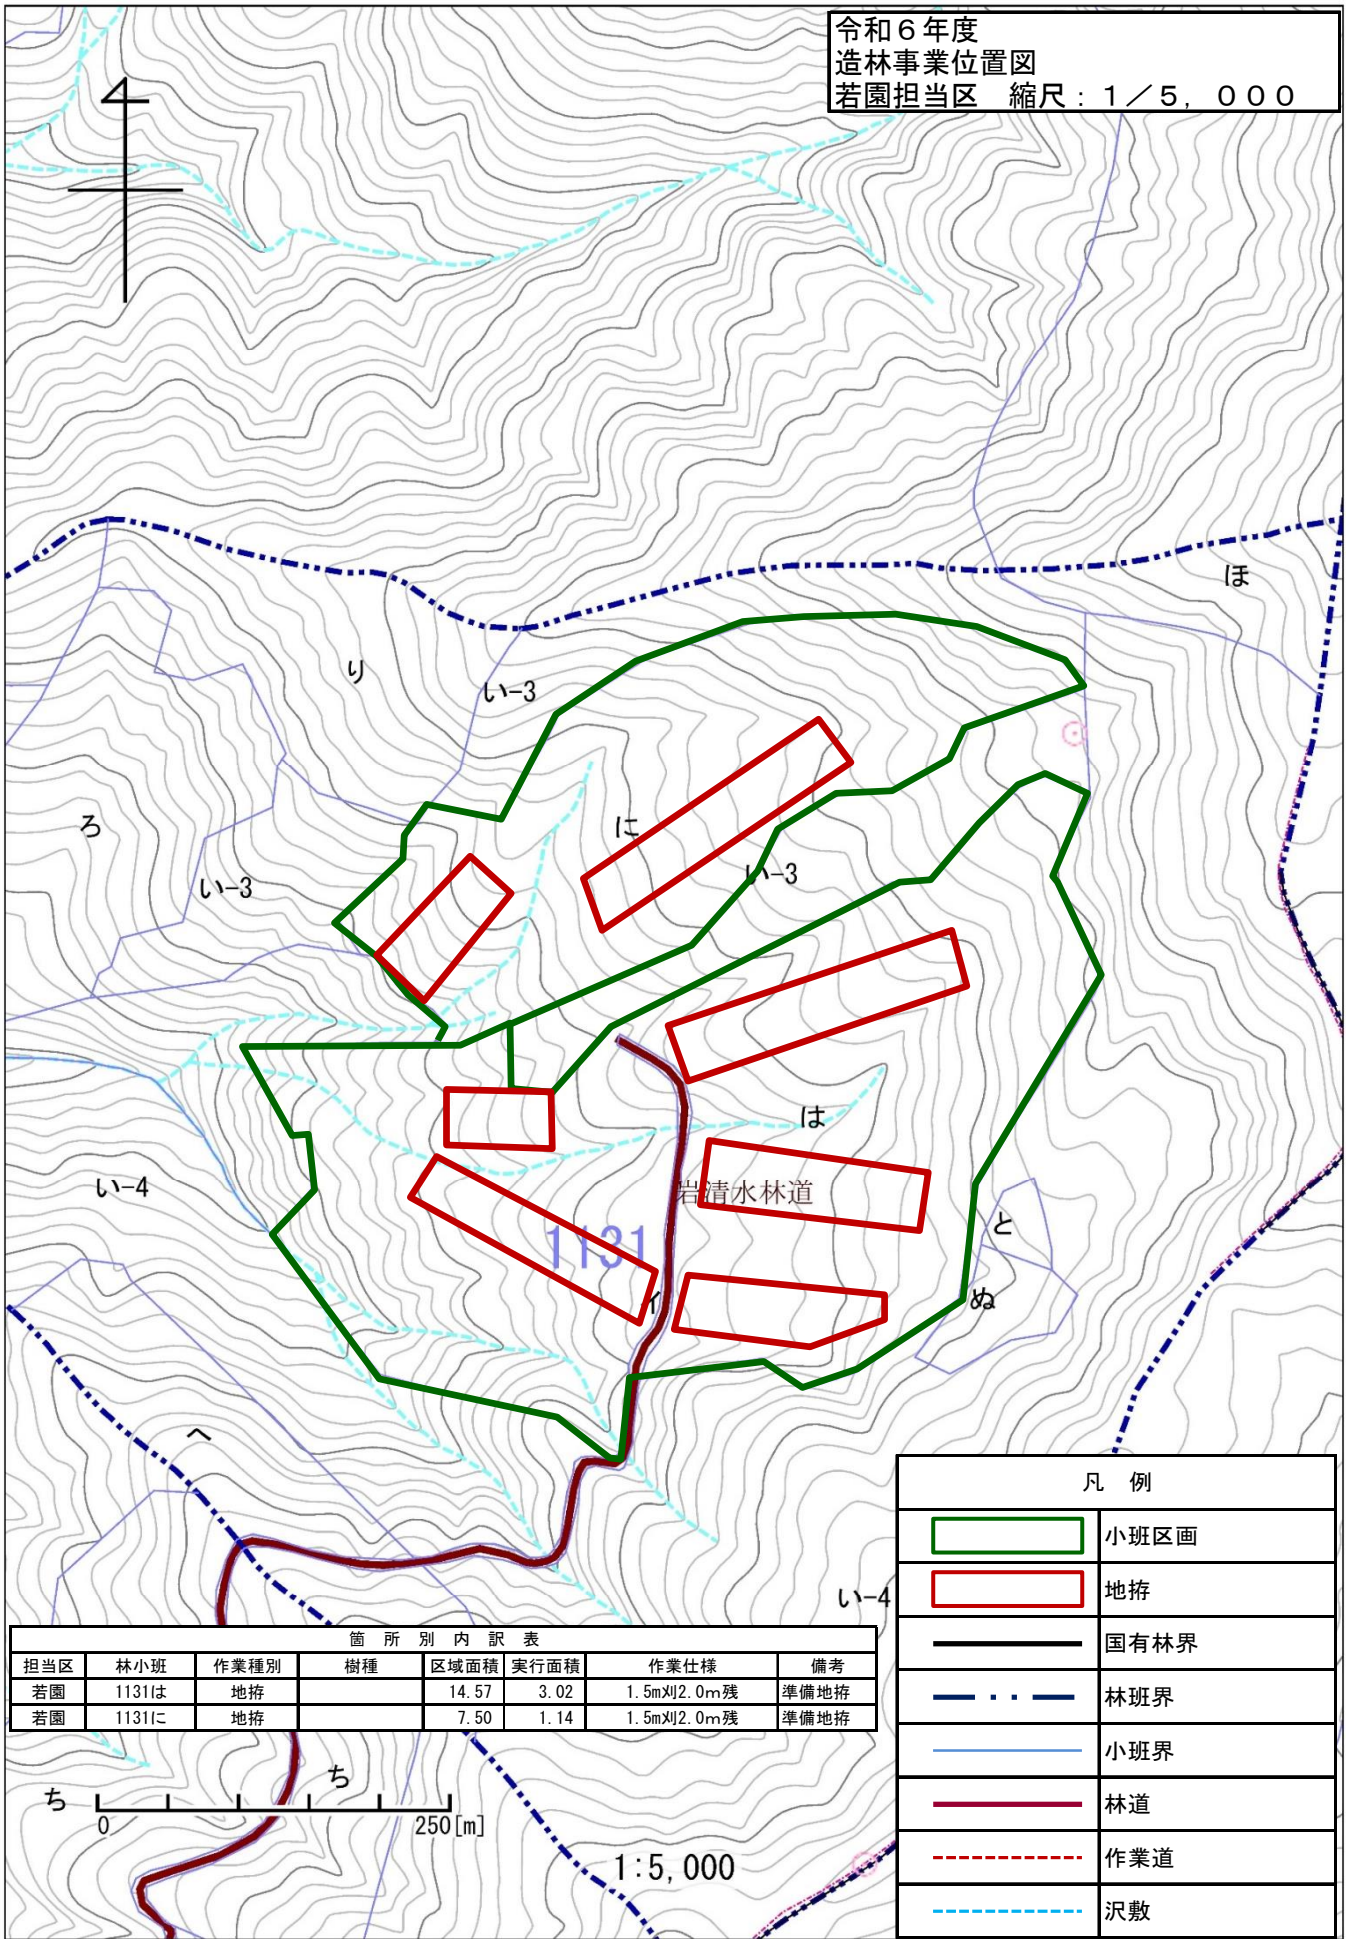 令和６年度
造林事業位置図
若園担当区　縮尺：１／５，０００
ほ
り
い-3
ろ
に
い-3
い-3
は
い-4
岩清水林道
と
1131
イ
ぬ
へ
い-4
凡　例
小班区画
地拵
国有林界
林班界
小班界
林道
作業道
沢敷
箇　所　別　内　訳　表
担当区 林小班 作業種別 樹種 区域面積 実行面積 作業仕様 備考
若園 1131は 地拵 14.57 3.02 1.5m刈2.0m残 準備地拵
若園 1131に 地拵 7.50 1.14 1.5m刈2.0m残 準備地拵
ち
ち
0 250[m]
1:5,000